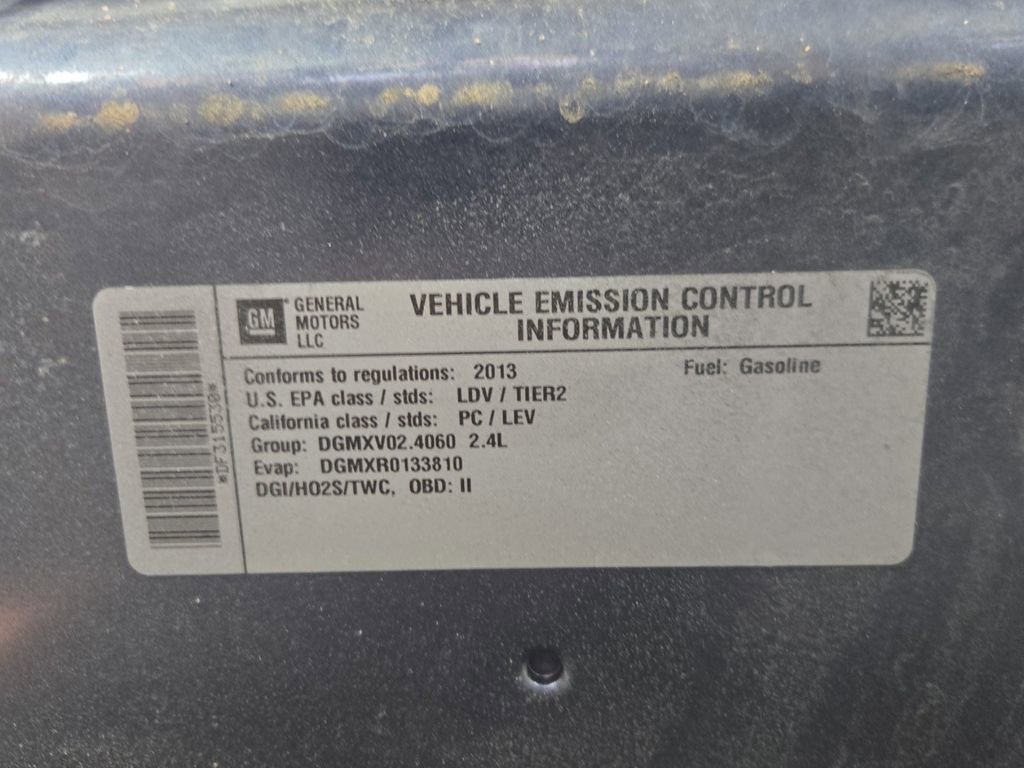 GM
GENERAL
MOTORS
LLC
VEHICLE EMISSION CONTROL
INFORMATION
Conforms to regulations: 2013
Fuel: Gasoline
U.S. EPA class / stds: LDV / TIER2
California class / stds: PC / LEV
Group: DGMXV02.4060 2.4L
Evap: DGMXR0133810
DGI/HO2S/TWC, OBD: II
*DF315530*